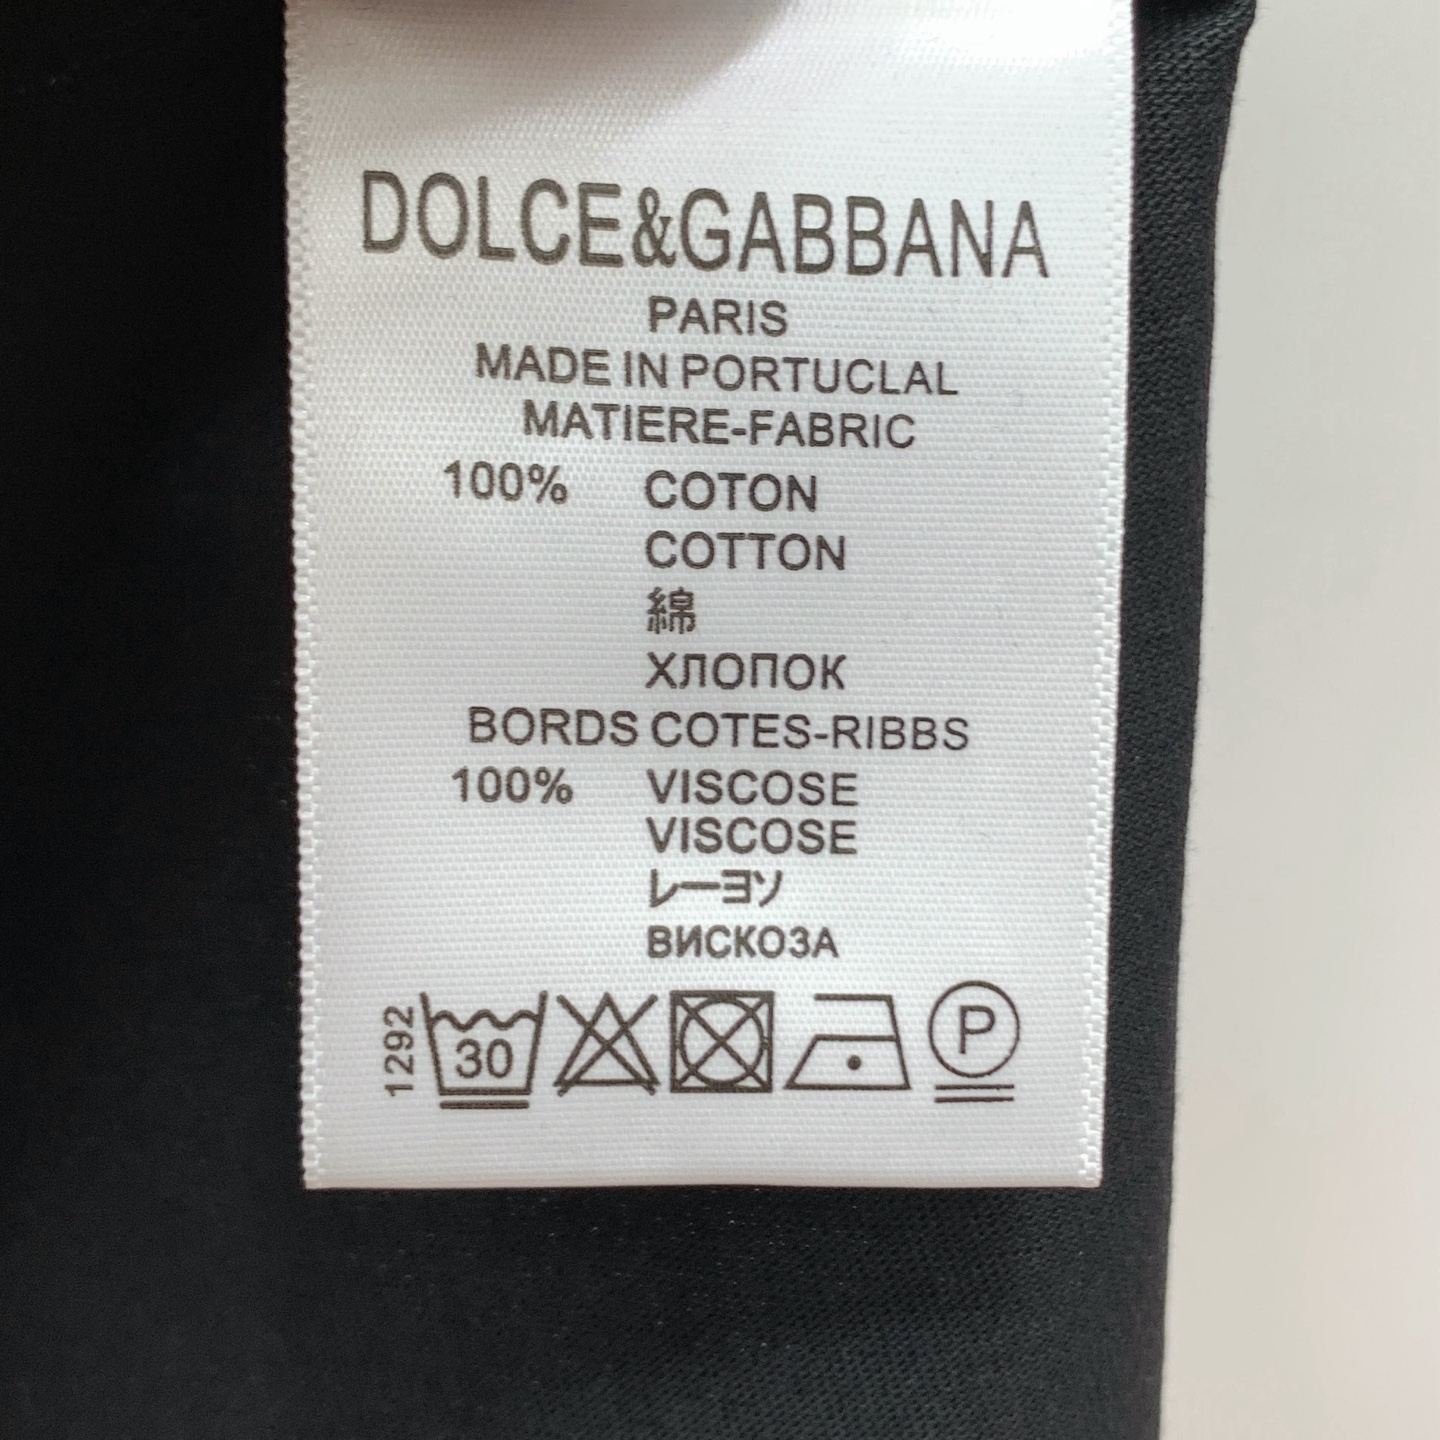 DOLCE&GABBANA
PARIS
MADE IN PORTUCLAL
MATIERE-FABRIC
100% COTON
COTTON
綿
ХЛОПОК
BORDS COTES-RIBBS
100% VISCOSE
VISCOSE
レーヨソ
ВИСКОЗА
1292 30 P